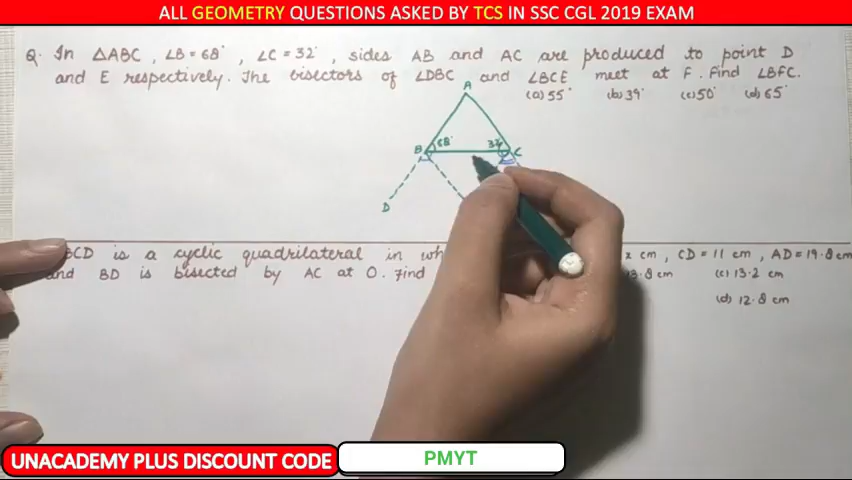 ALL GEOMETRY QUESTIONS ASKED BY TCS IN SSC CGL 2019 EXAM
Q. In △ABC, ∠B = 68°, ∠C = 32°, sides AB and AC are produced to point D
and E respectively. The bisectors of ∠DBC and ∠BCE meet at F. Find ∠BFC.
(a) 55° (b) 39° (c) 50° (d) 65°
A
B 68° 32° C
D
BCD is a cyclic quadrilateral in x cm, CD = 11 cm, AD = 19.8 cm
and BD is bisected by AC at O. Find 13.8 cm (c) 13.2 cm
(d) 12.8 cm
UNACADEMY PLUS DISCOUNT CODE PMYT